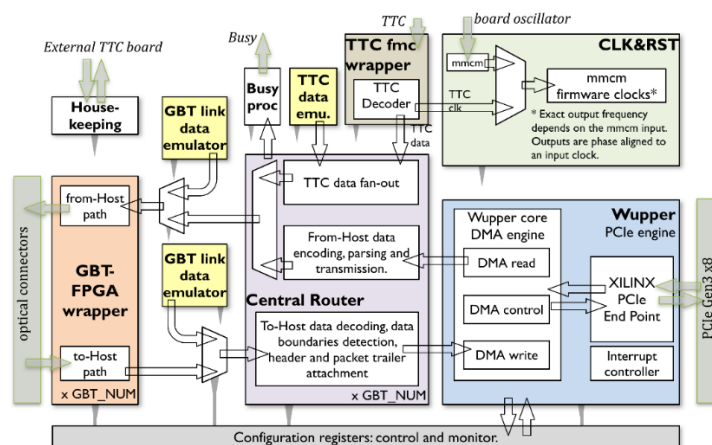 External TTC board
Busy
TTC
board oscillator
House-
keeping
GBT link
data
emulator
Busy
proc
TTC
data
emu.
TTC fmc
wrapper
TTC
Decoder
TTC
clk
TTC
data
CLK&RST
mmcm
mmcm
firmware clocks*
* Exact output frequency
depends on the mmcm input.
Outputs are phase aligned to
an input clock.
optical connectors
from-Host
path
GBT-
FPGA
wrapper
to-Host
path
x GBT_NUM
GBT link
data
emulator
TTC data fan-out
From-Host data
encoding, parsing and
transmission.
Central Router
To-Host data decoding, data
boundaries detection,
header and packet trailer
attachment
x GBT_NUM
Wupper core
DMA engine
DMA read
DMA control
DMA write
Wupper
PCIe engine
XILINX
PCIe
End Point
Interrupt
controller
PCIe Gen3 x8
Configuration registers: control and monitor.